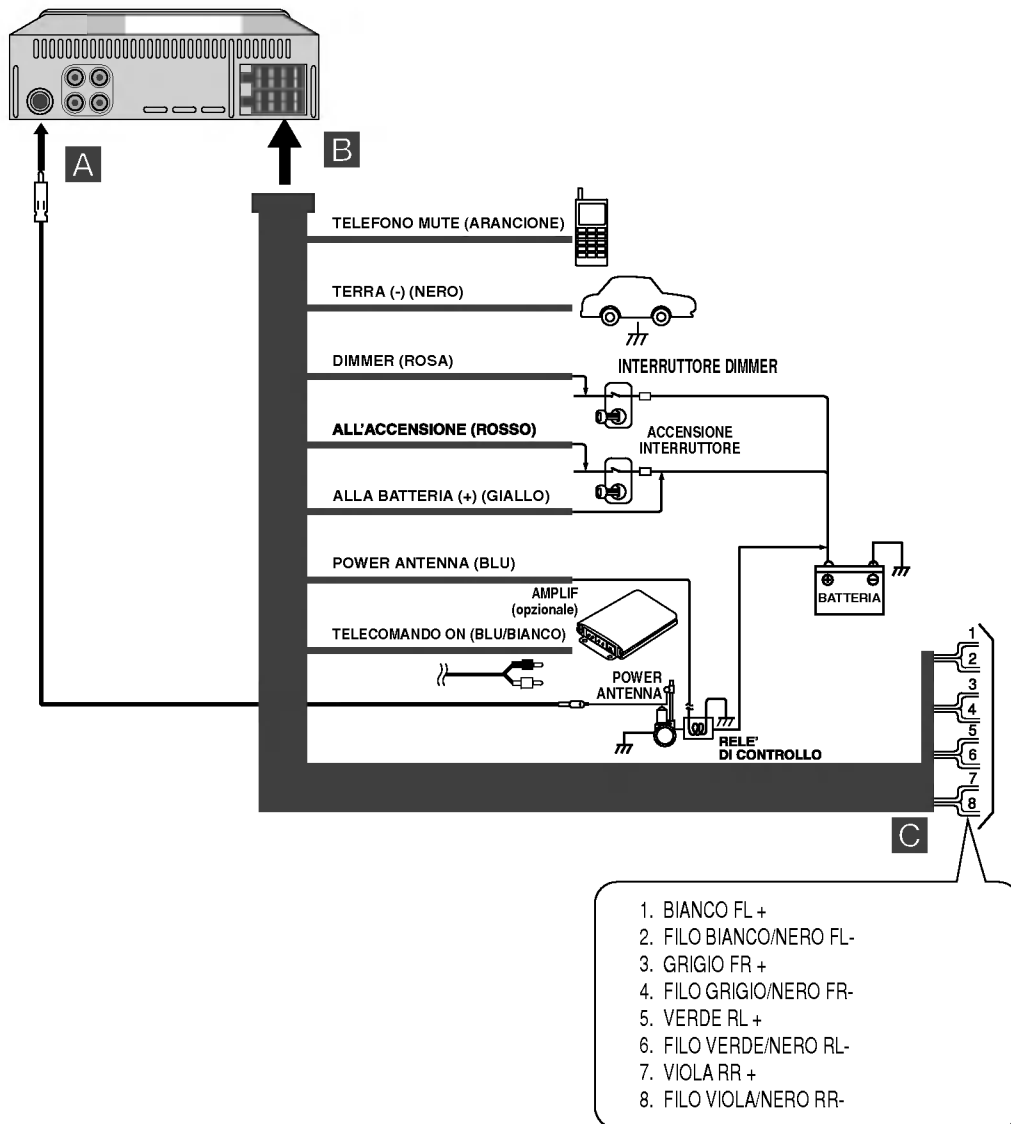 A
B
TELEFONO MUTE (ARANCIONE)
TERRA (-) (NERO)
DIMMER (ROSA)
INTERRUTTORE DIMMER
ALL'ACCENSIONE (ROSSO)
ACCENSIONE
INTERRUTTORE
ALLA BATTERIA (+) (GIALLO)
POWER ANTENNA (BLU)
BATTERIA
AMPLIF
(opzionale)
TELECOMANDO ON (BLU/BIANCO)
POWER
ANTENNA
RELE'
DI CONTROLLO
1
2
3
4
5
6
7
8
C
1. BIANCO FL +
2. FILO BIANCO/NERO FL-
3. GRIGIO FR +
4. FILO GRIGIO/NERO FR-
5. VERDE RL +
6. FILO VERDE/NERO RL-
7. VIOLA RR +
8. FILO VIOLA/NERO RR-